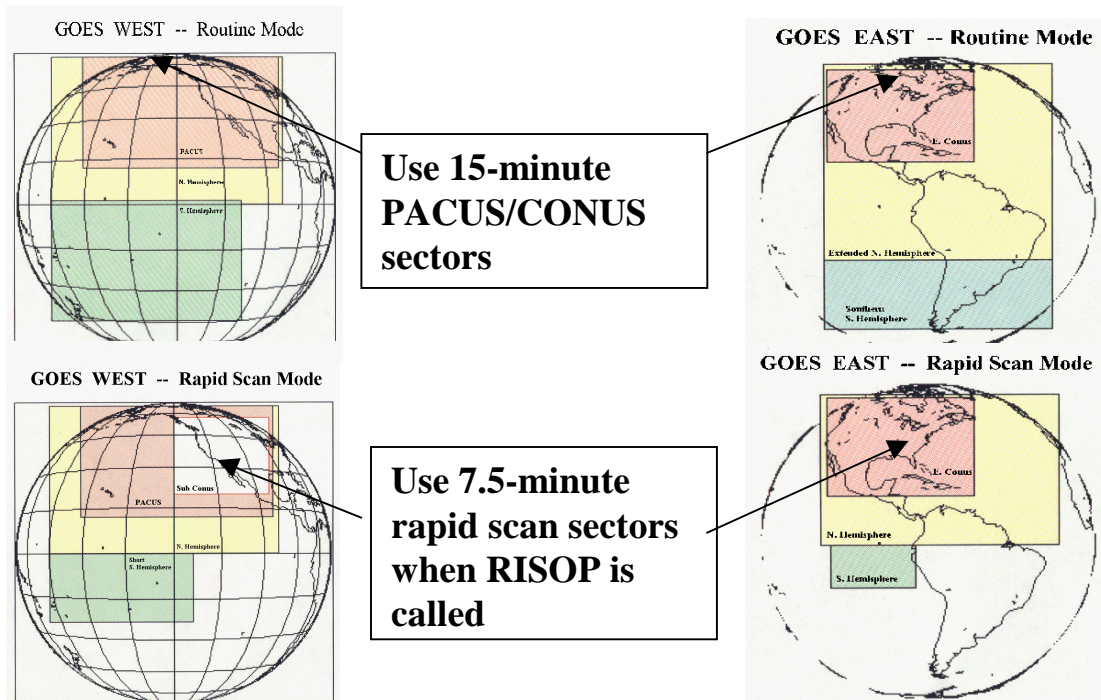 GOES WEST -- Routine Mode
PACUS
N. Hemisphere
S. Hemisphere
Use 15-minute
PACUS/CONUS
sectors
GOES EAST -- Routine Mode
E. Conus
Extended N. Hemisphere
Southern
S. Hemisphere
GOES WEST -- Rapid Scan Mode
Sub Conus
PACUS
N. Hemisphere
Short
S. Hemisphere
Use 7.5-minute
rapid scan sectors
when RISOP is
called
GOES EAST -- Rapid Scan Mode
E. Conus
N. Hemisphere
S. Hemisphere